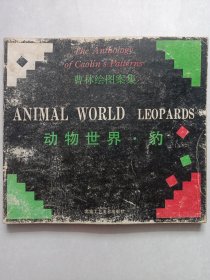 The Anthology
of Caolin's Patterns
曹林绘图案集
ANIMAL WORLD LEOPARDS
动物世界·豹